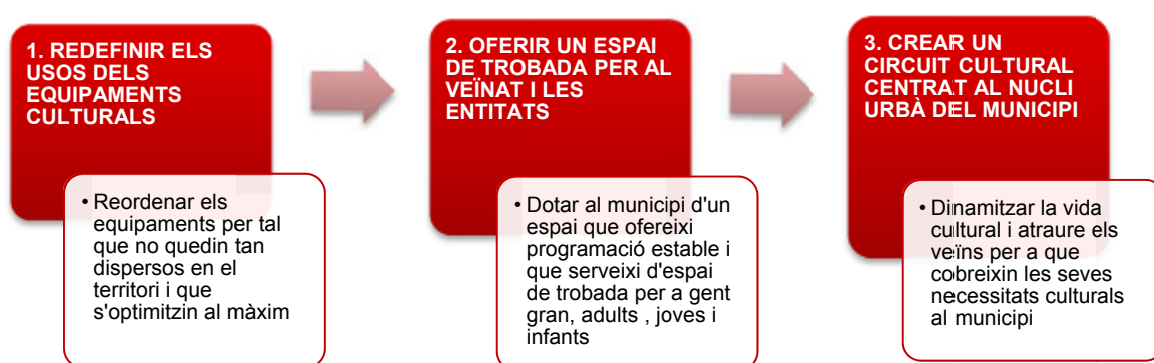 1. REDEFINIR ELS
USOS DELS
EQUIPAMENTS
CULTURALS
• Reordenar els
equipaments per tal
que no quedin tan
dispersos en el
territori i que
s'optimitzin al màxim
2. OFERIR UN ESPAI
DE TROBADA PER AL
VEÏNAT I LES
ENTITATS
• Dotar al municipi d'un
espai que ofereixi
programació estable i
que serveixi d'espai
de trobada per a gent
gran, adults , joves i
infants
3. CREAR UN
CIRCUIT CULTURAL
CENTRAT AL NUCLI
URBÀ DEL MUNICIPI
• Dinamitzar la vida
cultural i atraure els
veïns per a que
cobreixin les seves
necessitats culturals
al municipi